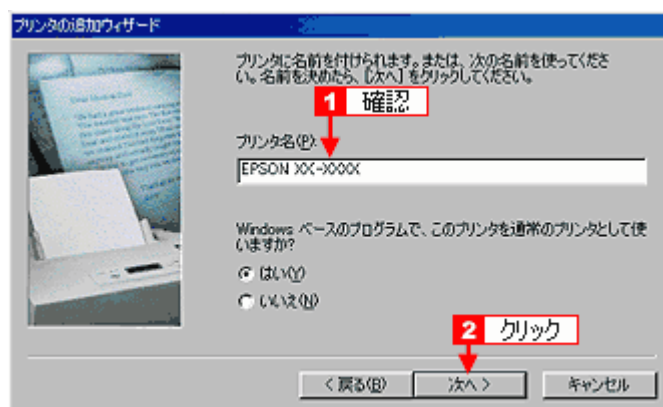 プリンタの追加ウィザード
プリンタに名前を付けられます。または、次の名前を使ってくださ
い。名前を決めたら、[次へ] をクリックしてください。
1 確認
プリンタ名(P):
EPSON XX-XXXX
Windows ベースのプログラムで、このプリンタを通常のプリンタとして使
いますか?
はい(Y)
いいえ(N)
2 クリック
< 戻る(B) 次へ > キャンセル